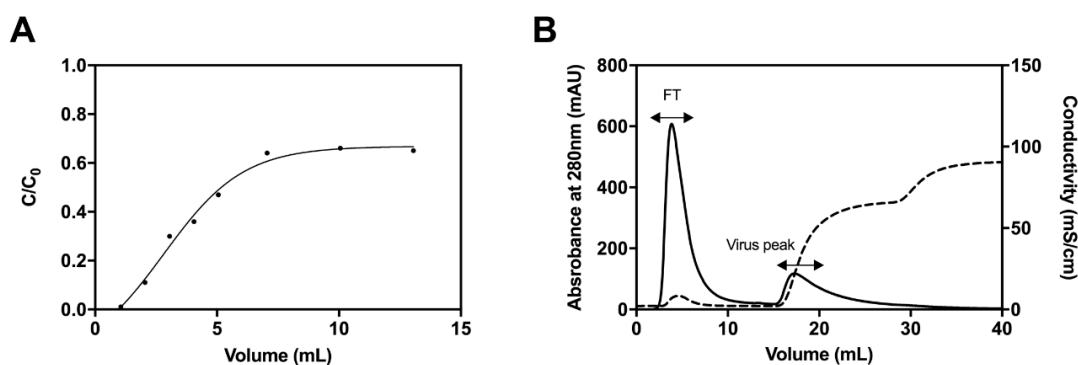 A
1.0
0.8
0.6
0.4
0.2
0.0
C/C0
0
5
10
15
Volume (mL)
B
800
600
400
200
0
Absrobance at 280nm (mAU)
FT
Virus peak
150
100
50
0
Conductivity (mS/cm)
0
10
20
30
40
Volume (mL)